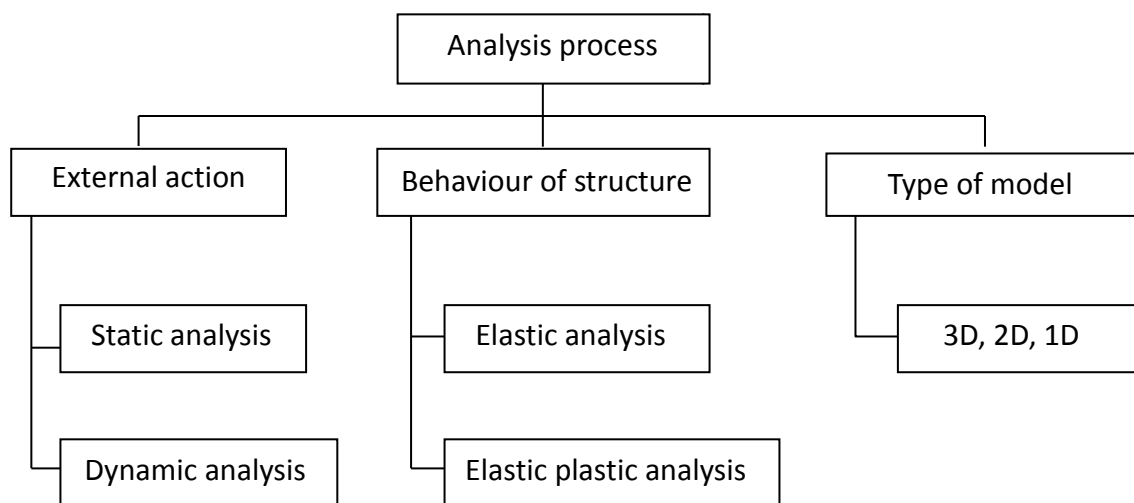 Analysis process
External action
Behaviour of structure
Type of model
Static analysis
Elastic analysis
3D, 2D, 1D
Dynamic analysis
Elastic plastic analysis